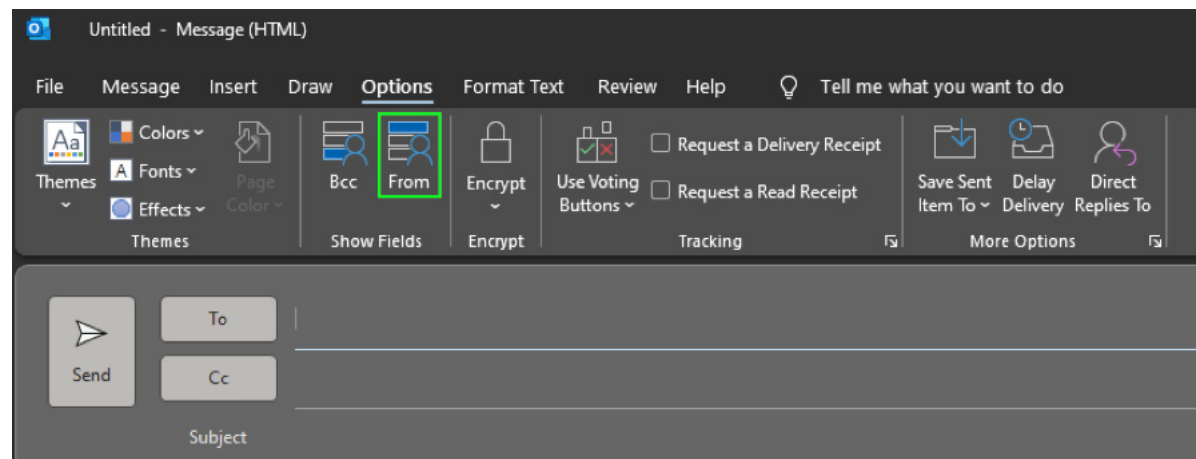 Untitled - Message (HTML)
File Message Insert Draw Options Format Text Review Help Tell me what you want to do
Aa Colors
A Fonts
Effects
Themes
Page Color
Themes
Bcc From
Show Fields
Encrypt
Encrypt
Use Voting Buttons
Request a Delivery Receipt
Request a Read Receipt
Tracking
Save Sent Item To
Delay Delivery
Direct Replies To
More Options
Send
To
Cc
Subject